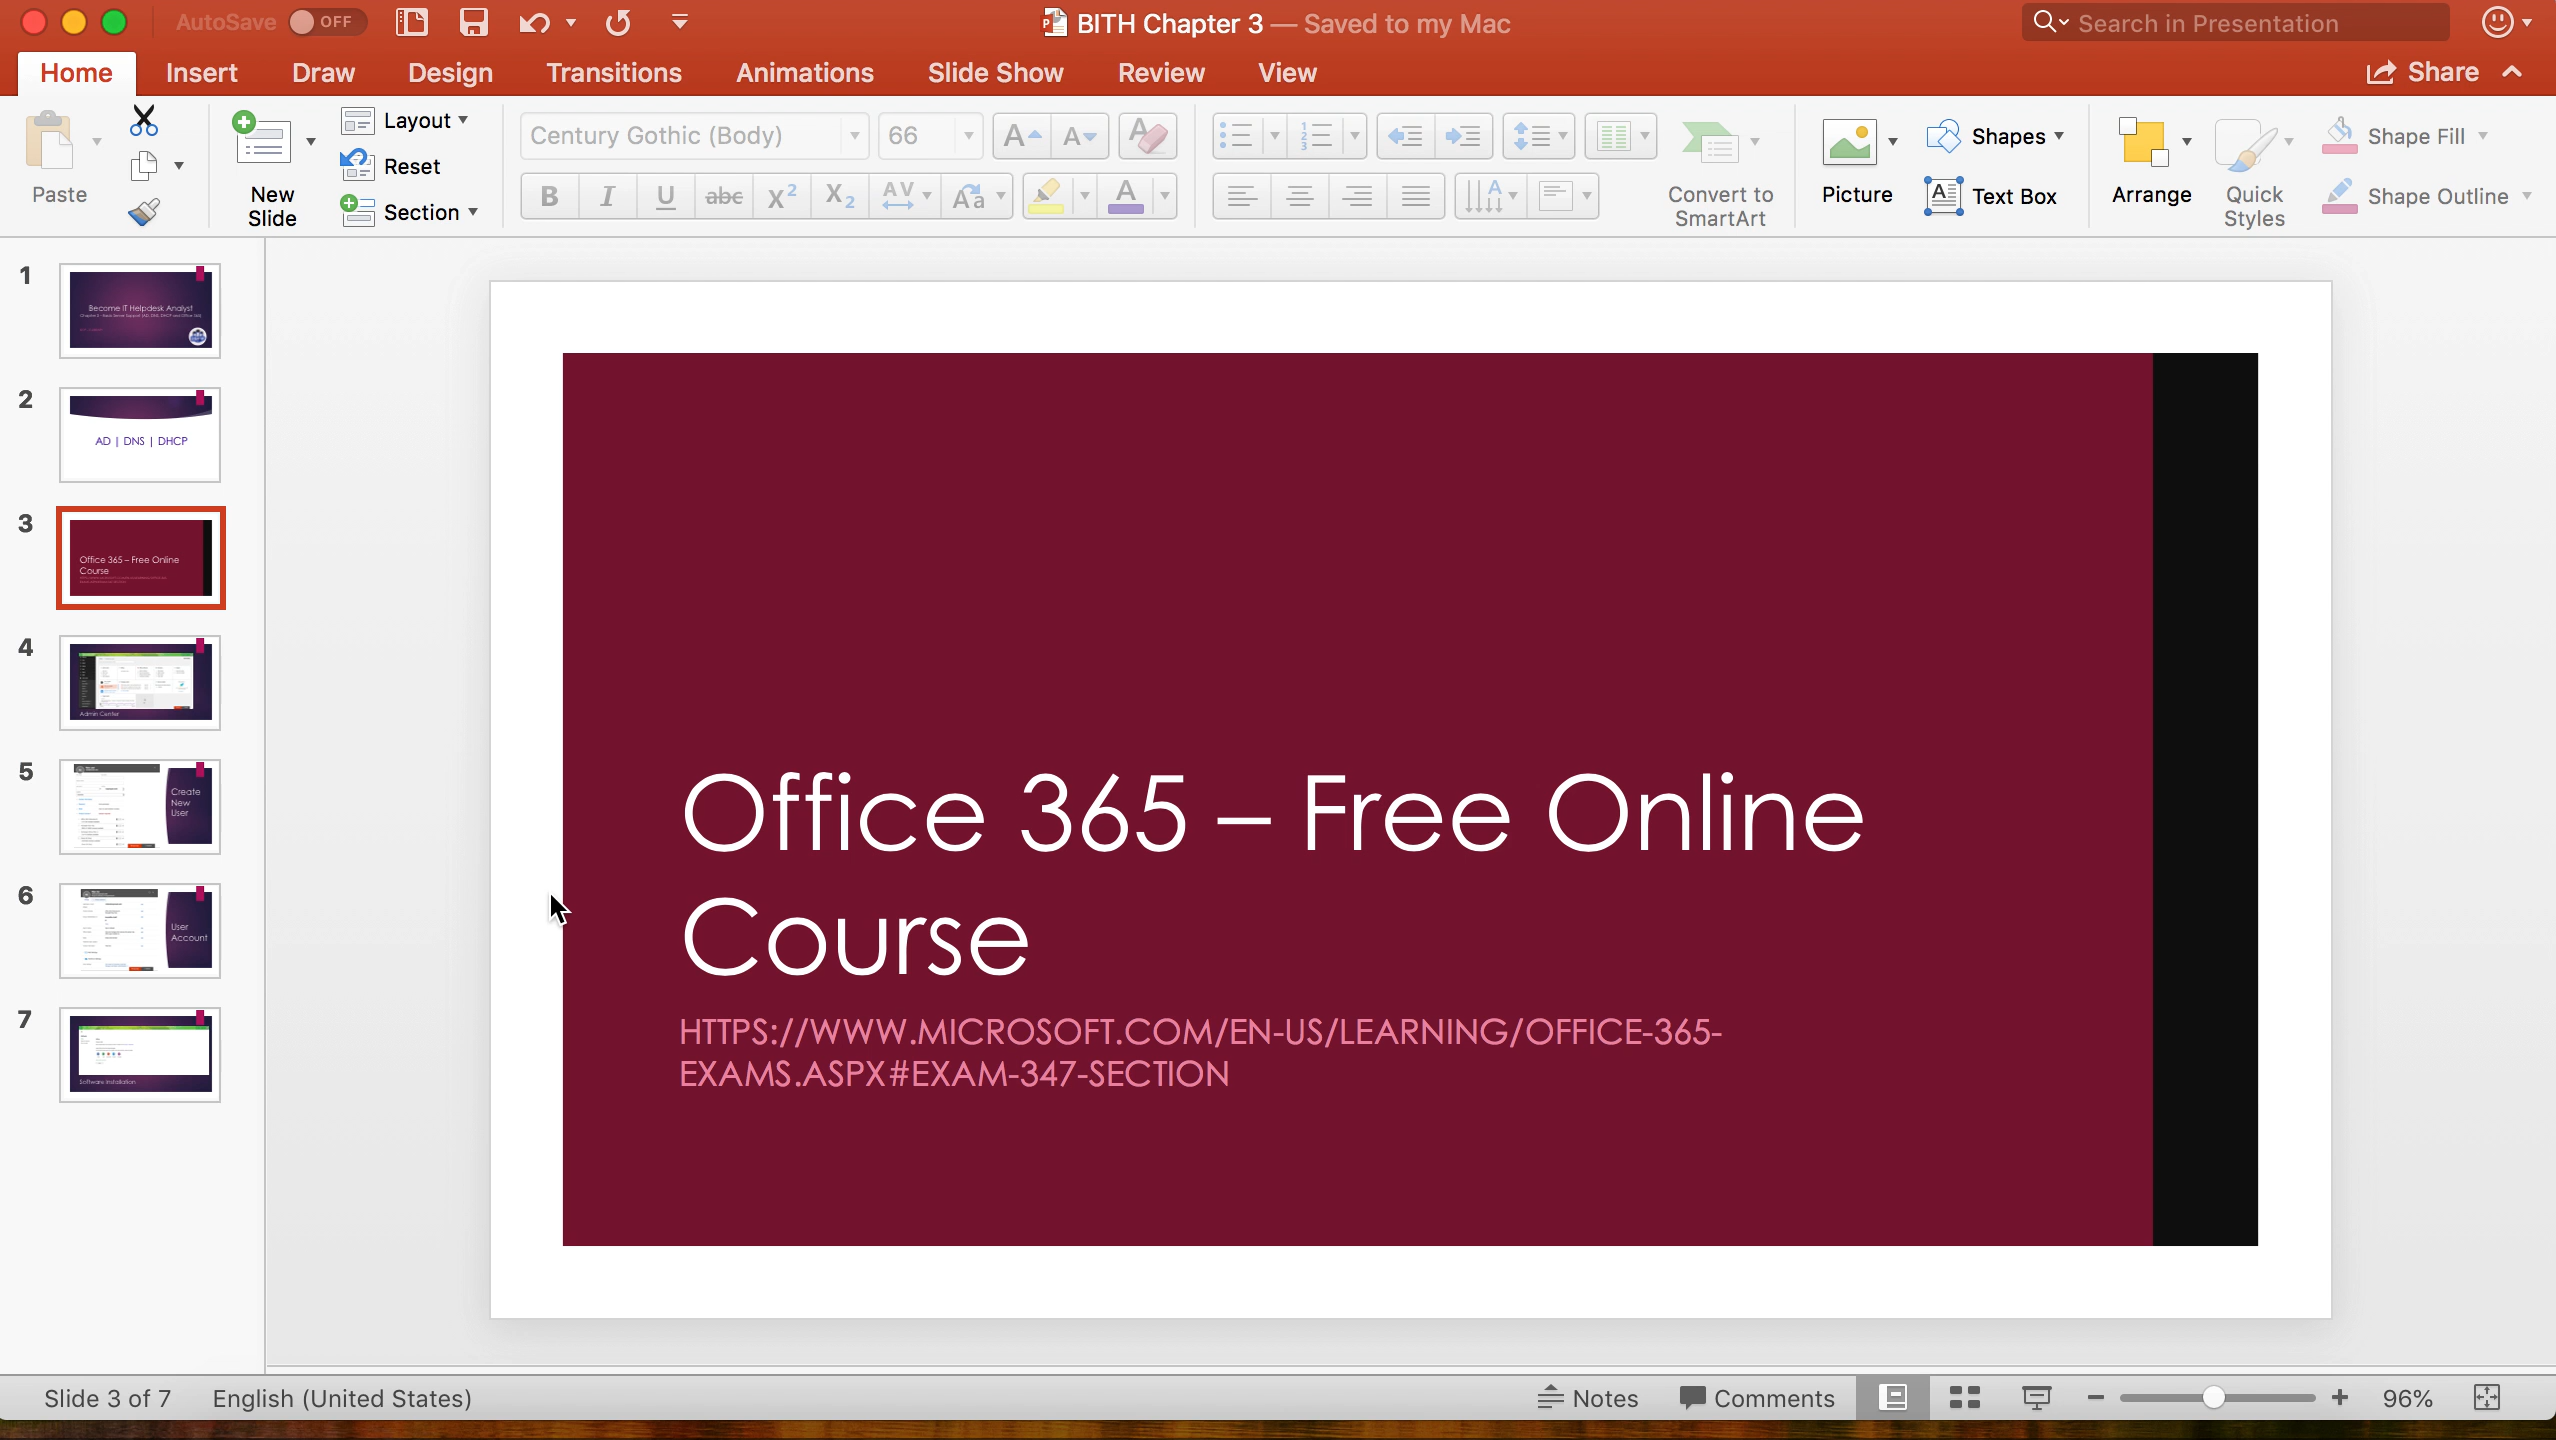 AutoSave OFF
BITH Chapter 3 — Saved to my Mac
Search in Presentation
Home Insert Draw Design Transitions Animations Slide Show Review View
Share
Paste
New Slide
Layout
Reset
Section
Century Gothic (Body) 66
Convert to SmartArt
Picture
Shapes
Text Box
Arrange
Quick Styles
Shape Fill
Shape Outline
1
Become IT Helpdesk Analyst
2
AD | DNS | DHCP
3
Office 365 – Free Online
Course
4
Admin Center
5
Create
New
User
6
User
Account
7
Software Installation
Office 365 – Free Online
Course
HTTPS://WWW.MICROSOFT.COM/EN-US/LEARNING/OFFICE-365-
EXAMS.ASPX#EXAM-347-SECTION
Slide 3 of 7 English (United States) Notes Comments 96%